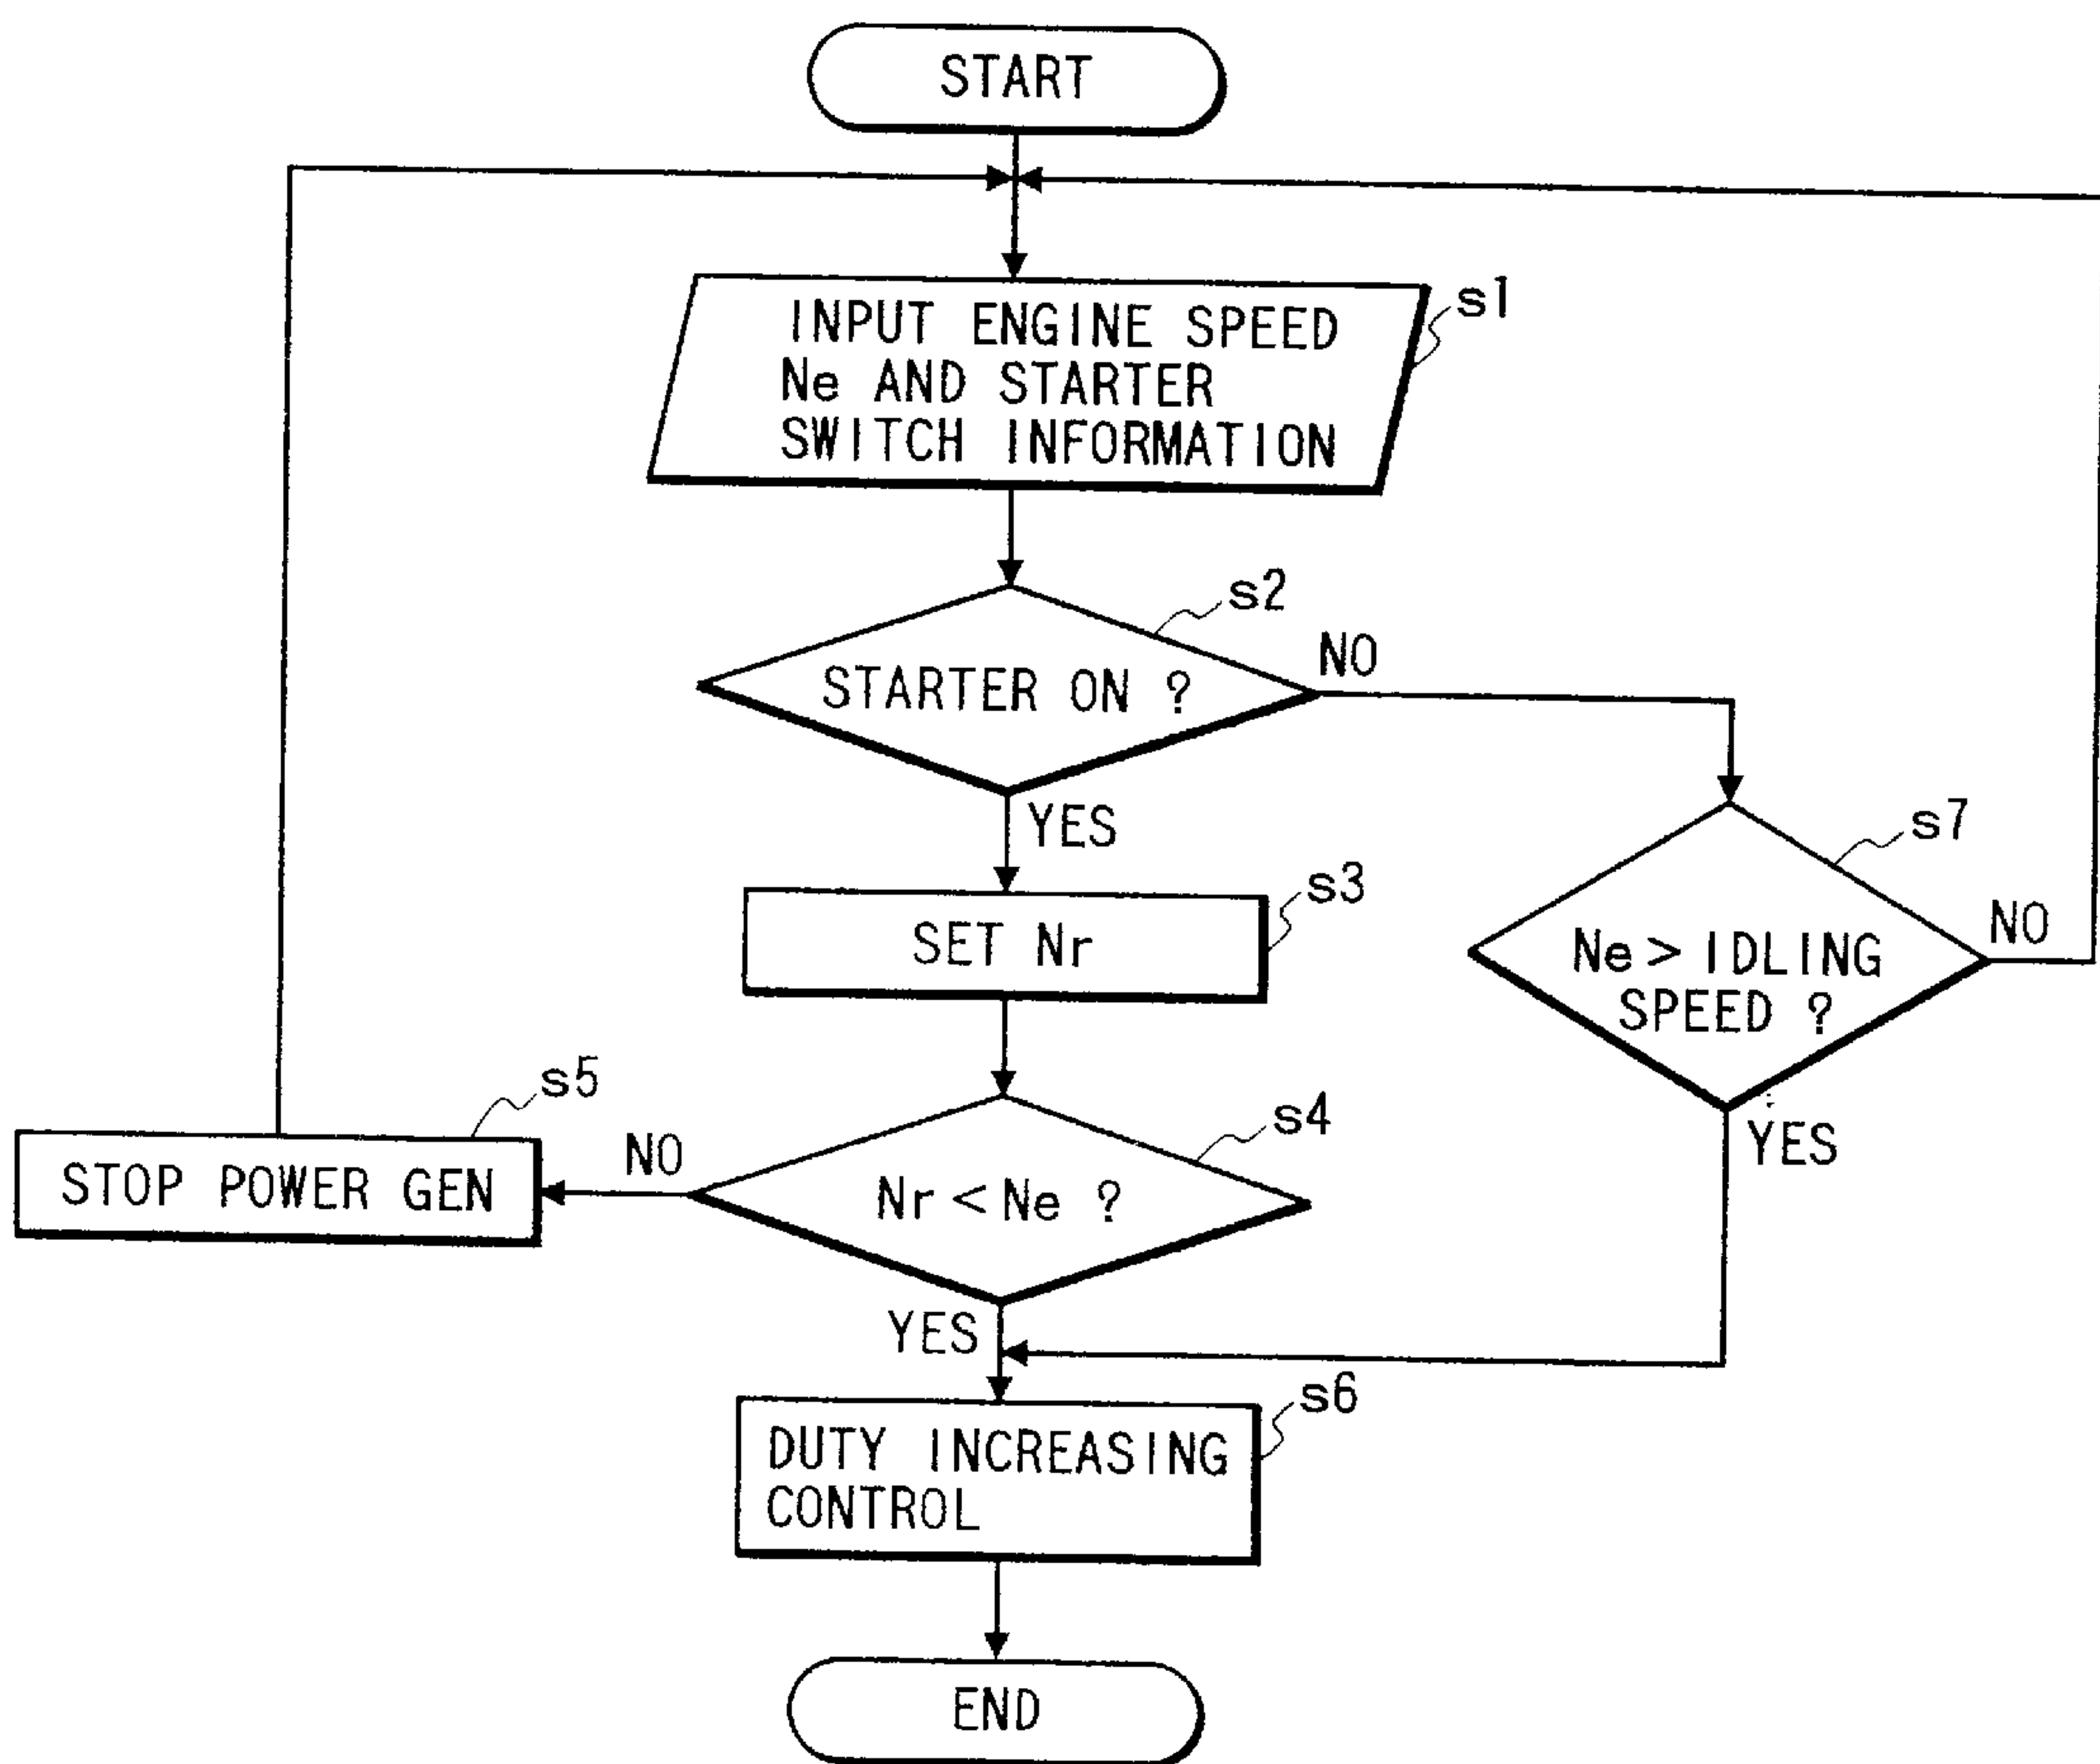 START
INPUT ENGINE SPEED
Ne AND STARTER
SWITCH INFORMATION
s1
STARTER ON ?
s2
NO
YES
SET Nr
s3
Ne > IDLING
SPEED ?
s7
NO
YES
Nr < Ne ?
s4
NO
YES
STOP POWER GEN
s5
DUTY INCREASING
CONTROL
s6
END